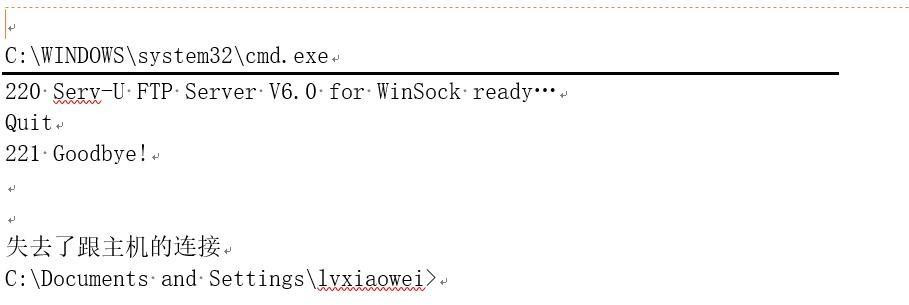 C:\WINDOWS\system32\cmd.exe
220 Serv-U FTP Server V6.0 for WinSock ready…
Quit
221 Goodbye!
失去了跟主机的连接
C:\Documents and Settings\lvxiaowei>